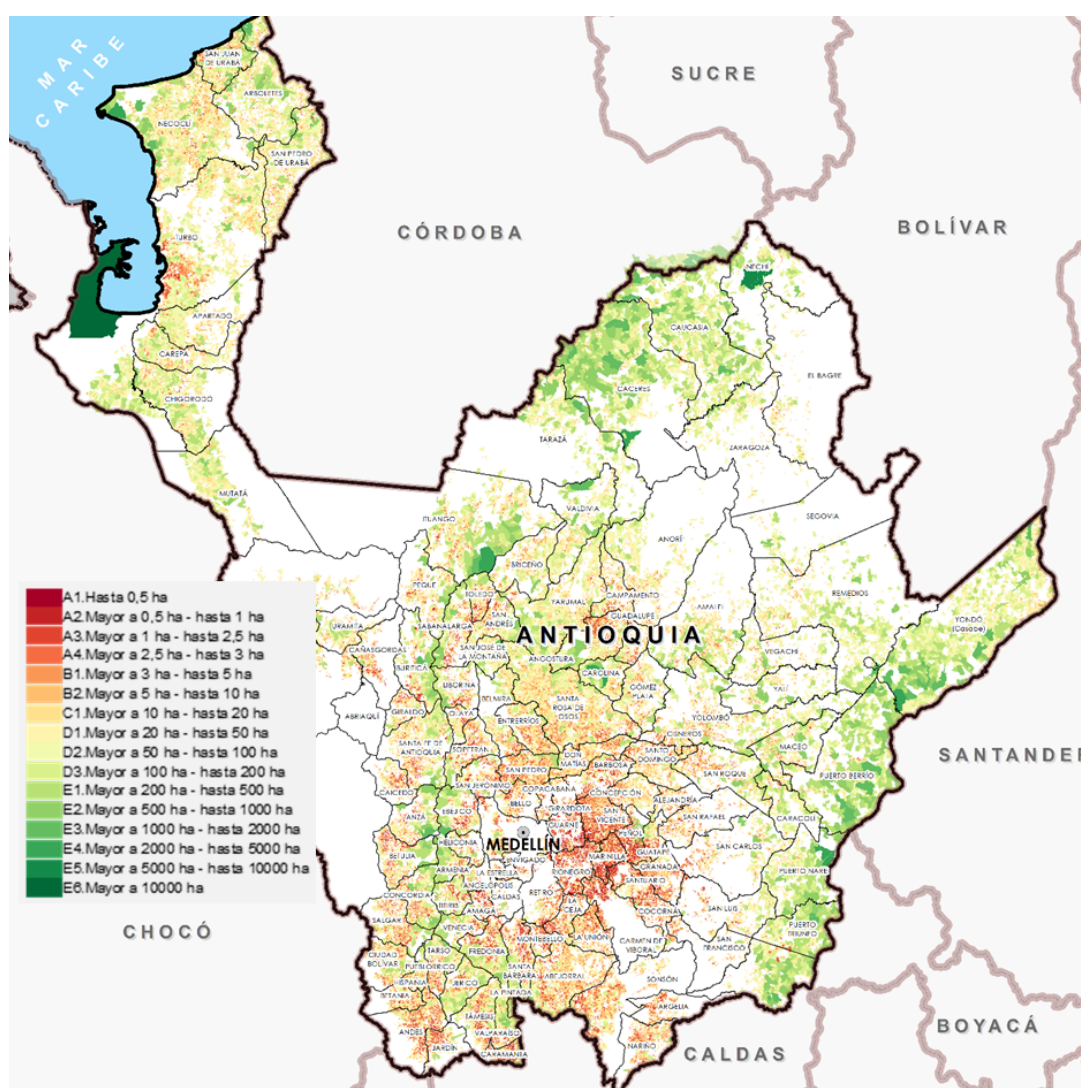 MAR
CARIBE
SUCRE
CÓRDOBA
BOLÍVAR
SAN JUAN
DE URABÁ
ARBOLETES
NECOCLÍ
SAN PEDRO
DE URABÁ
TURBO
APARTADO
CAREPA
CHIGORODÓ
MUTATÁ
NECHÍ
CAUCASIA
CÁCERES
EL BAGRE
TARAZÁ
ZARAGOZA
VALDIVIA
SEGOVIA
ITUANGO
ANORÍ
BRICEÑO
PEQUE
TOLEDO
YARUMAL
CAMPAMENTO
REMEDIOS
AMALFI
SAN
ANDRÉS
GUADALUPE
YONDÓ
(Casabe)
URAMITA
SABANALARGA
ANTIOQUIA
CAÑASGORDAS
SAN JOSÉ DE
LA MONTAÑA
VEGACHÍ
ANGOSTURA
BURITICÁ
CAROLINA
YALÍ
LIBORINA
GÓMEZ
PLATA
BELMIRA
SANTA
ROSA DE
OSOS
ABRIAQUÍ
GIRALDO
OLAYA
ENTRERRÍOS
YOLOMBÓ
CISNEROS
SANTA FE DE
ANTIOQUIA
SOPETRÁN
DON
MATÍAS
SANTO
DOMINGO
MACEO
SANTANDER
SAN PEDRO
BARBOSA
SAN ROQUE
PUERTO BERRÍO
CAICEDO
SAN JERÓNIMO
COPACABANA
CONCEPCIÓN
ALEJANDRÍA
BELLO
GIRARDOTA
EBÉJICO
SAN
VICENTE
SAN RAFAEL
CARACOLÍ
ANZÁ
GUARNE
PEÑOL
HELICONIA
MEDELLÍN
SAN CARLOS
BETULIA
ENVIGADO
MARINILLA
GUATAPÉ
GRANADA
PUERTO NARE
ARMENIA
LA ESTRELLA
RIONEGRO
SANTUARIO
ANGELÓPOLIS
CONCORDIA
CALDAS
RETIRO
LA
CEJA
COCORNÁ
SAN LUIS
SALGAR
AMAGÁ
VENECIA
PUERTO
TRIUNFO
CHOCÓ
MONTEBELLO
LA UNIÓN
CARMEN DE
VIBORAL
SAN
FRANCISCO
CIUDAD
BOLÍVAR
TARSO
FREDONIA
PUEBLORRICO
SANTA
BÁRBARA
ABEJORRAL
SONSÓN
HISPANIA
JERICÓ
BETANIA
LA PINTADA
TÁMESIS
ARGELIA
ANDES
VALPARAÍSO
JARDÍN
CARAMANTA
NARIÑO
CALDAS
BOYACÁ
A1.Hasta 0,5 ha
A2.Mayor a 0,5 ha - hasta 1 ha
A3.Mayor a 1 ha - hasta 2,5 ha
A4.Mayor a 2,5 ha - hasta 3 ha
B1.Mayor a 3 ha - hasta 5 ha
B2.Mayor a 5 ha - hasta 10 ha
C1.Mayor a 10 ha - hasta 20 ha
D1.Mayor a 20 ha - hasta 50 ha
D2.Mayor a 50 ha - hasta 100 ha
D3.Mayor a 100 ha - hasta 200 ha
E1.Mayor a 200 ha - hasta 500 ha
E2.Mayor a 500 ha - hasta 1000 ha
E3.Mayor a 1000 ha - hasta 2000 ha
E4.Mayor a 2000 ha - hasta 5000 ha
E5.Mayor a 5000 ha - hasta 10000 ha
E6.Mayor a 10000 ha